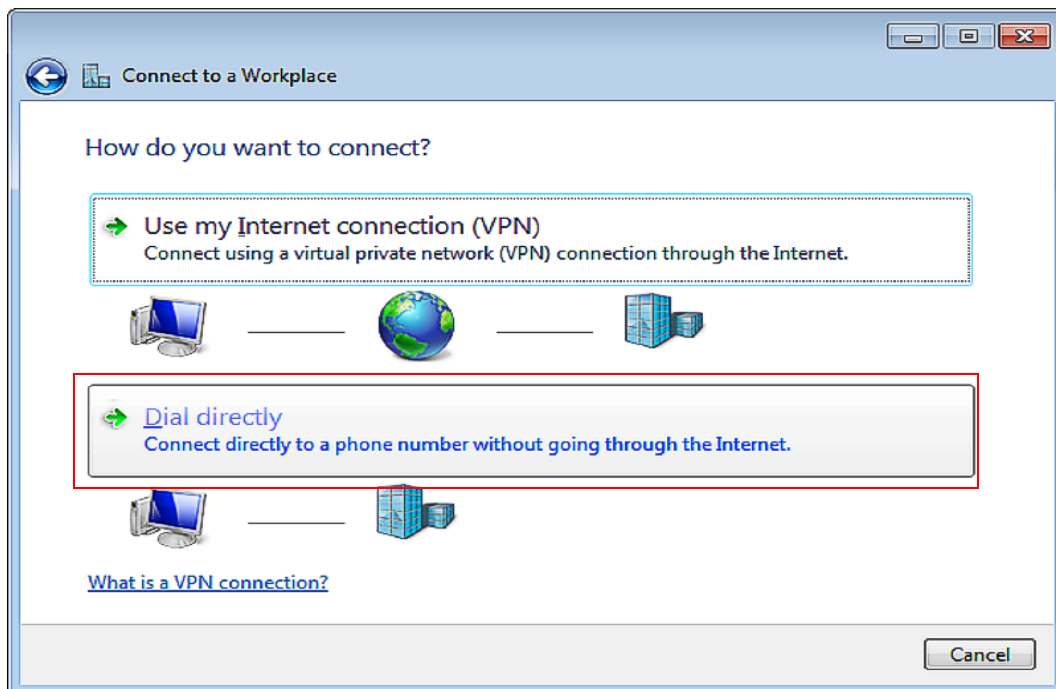 Connect to a Workplace
How do you want to connect?
Use my Internet connection (VPN)
Connect using a virtual private network (VPN) connection through the Internet.
Dial directly
Connect directly to a phone number without going through the Internet.
What is a VPN connection?
Cancel